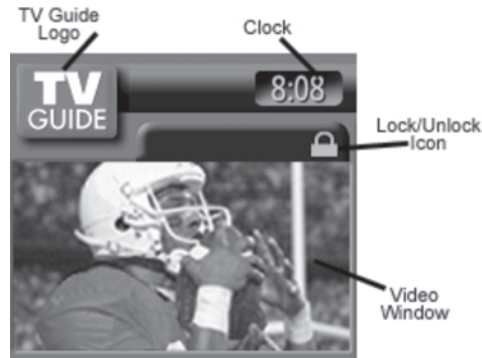 TV Guide
Logo
Clock
TV
GUIDE
8:08
Lock/Unlock
Icon
Video
Window